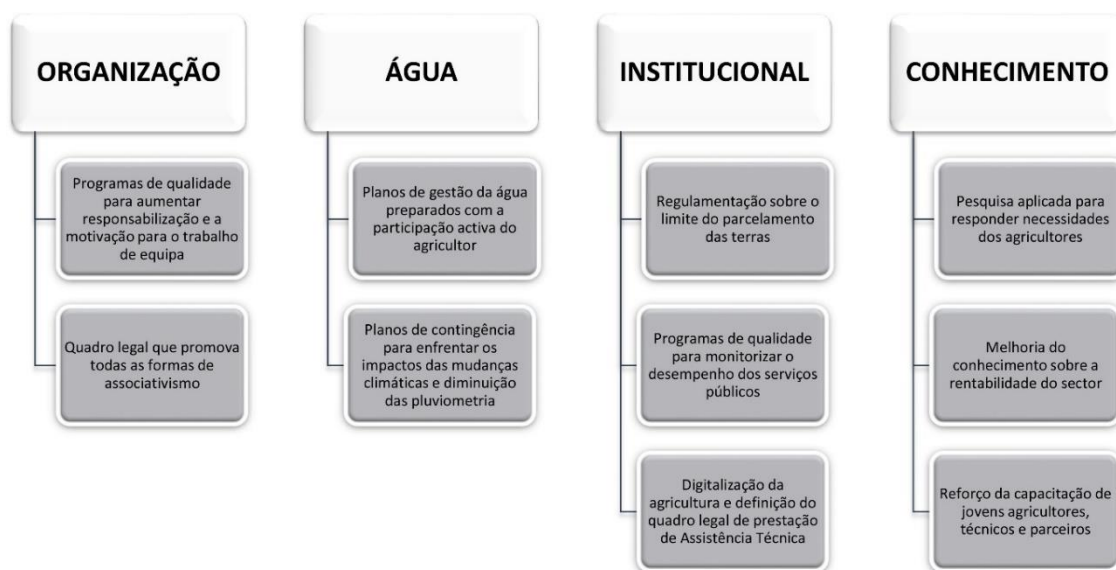 ORGANIZAÇÃO
Programas de qualidade
para aumentar
responsabilização e a
motivação para o trabalho
de equipa
Quadro legal que promova
todas as formas de
associativismo
ÁGUA
Planos de gestão da água
preparados com a
participação activa do
agricultor
Planos de contingência
para enfrentar os
impactos das mudanças
climáticas e diminuição
das pluviometria
INSTITUCIONAL
Regulamentação sobre o
limite do parcelamento
das terras
Programas de qualidade
para monitorizar o
desempenho dos serviços
públicos
Digitalização da
agricultura e definição do
quadro legal de prestação
de Assistência Técnica
CONHECIMENTO
Pesquisa aplicada para
responder necessidades
dos agricultores
Melhoria do
conhecimento sobre a
rentabilidade do sector
Reforço da capacitação de
jovens agricultores,
técnicos e parceiros